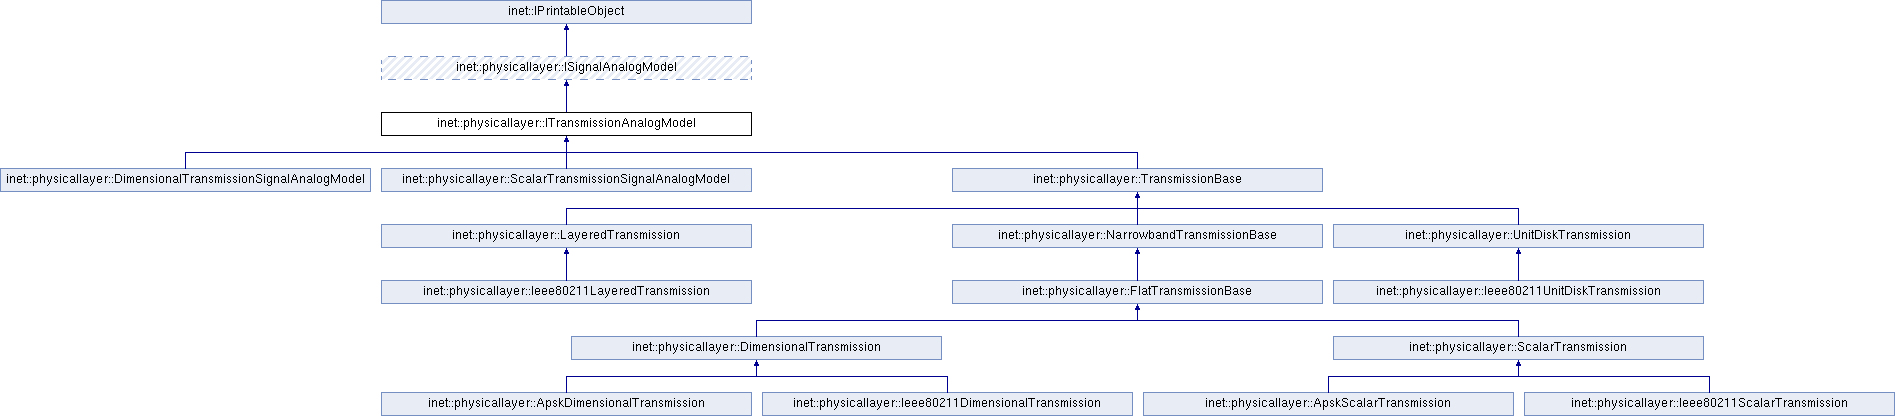 inet::IPrintableObject
inet::physicallayer::ISignalAnalogModel
inet::physicallayer::ITransmissionAnalogModel
inet::physicallayer::DimensionalTransmissionSignalAnalogModel
inet::physicallayer::ScalarTransmissionSignalAnalogModel
inet::physicallayer::TransmissionBase
inet::physicallayer::LayeredTransmission
inet::physicallayer::NarrowbandTransmissionBase
inet::physicallayer::UnitDiskTransmission
inet::physicallayer::Ieee80211LayeredTransmission
inet::physicallayer::FlatTransmissionBase
inet::physicallayer::Ieee80211UnitDiskTransmission
inet::physicallayer::DimensionalTransmission
inet::physicallayer::ScalarTransmission
inet::physicallayer::ApskDimensionalTransmission
inet::physicallayer::Ieee80211DimensionalTransmission
inet::physicallayer::ApskScalarTransmission
inet::physicallayer::Ieee80211ScalarTransmission